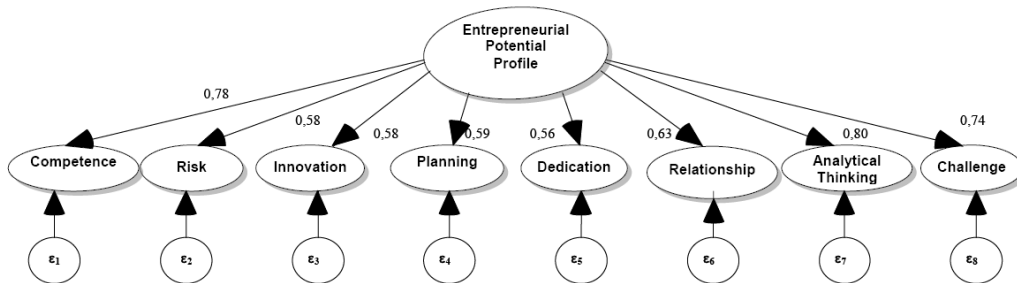 Entrepreneurial
Potential
Profile
0,78
0,58
0,58
0,59
0,56
0,63
0,80
0,74
Competence
Risk
Innovation
Planning
Dedication
Relationship
Analytical
Thinking
Challenge
ε1
ε2
ε3
ε4
ε5
ε6
ε7
ε8